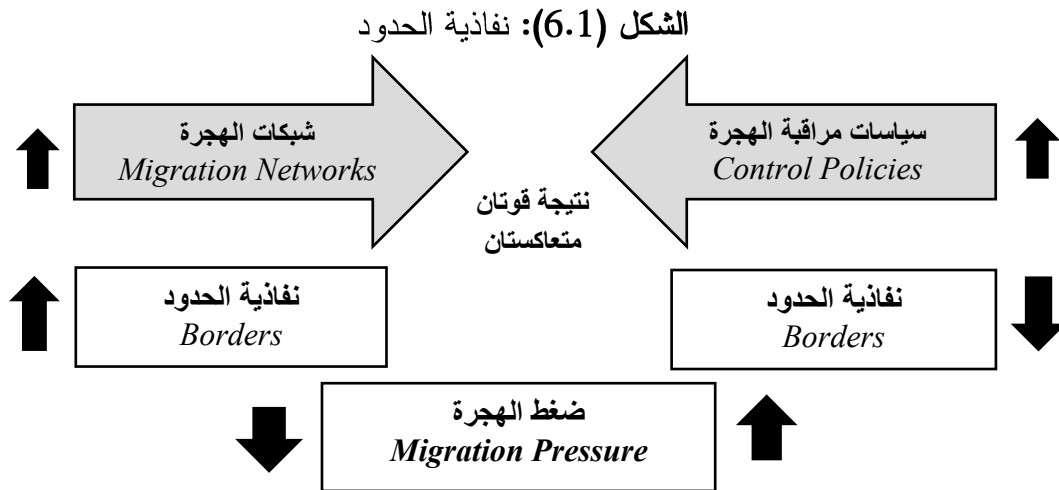 الشكل (6.1): نفاذية الحدود
سياسات مراقبة الهجرة
Control Policies
شبكات الهجرة
Migration Networks
نتيجة قوتان
متعاكستان
نفاذية الحدود
Borders
نفاذية الحدود
Borders
ضغط الهجرة
Migration Pressure